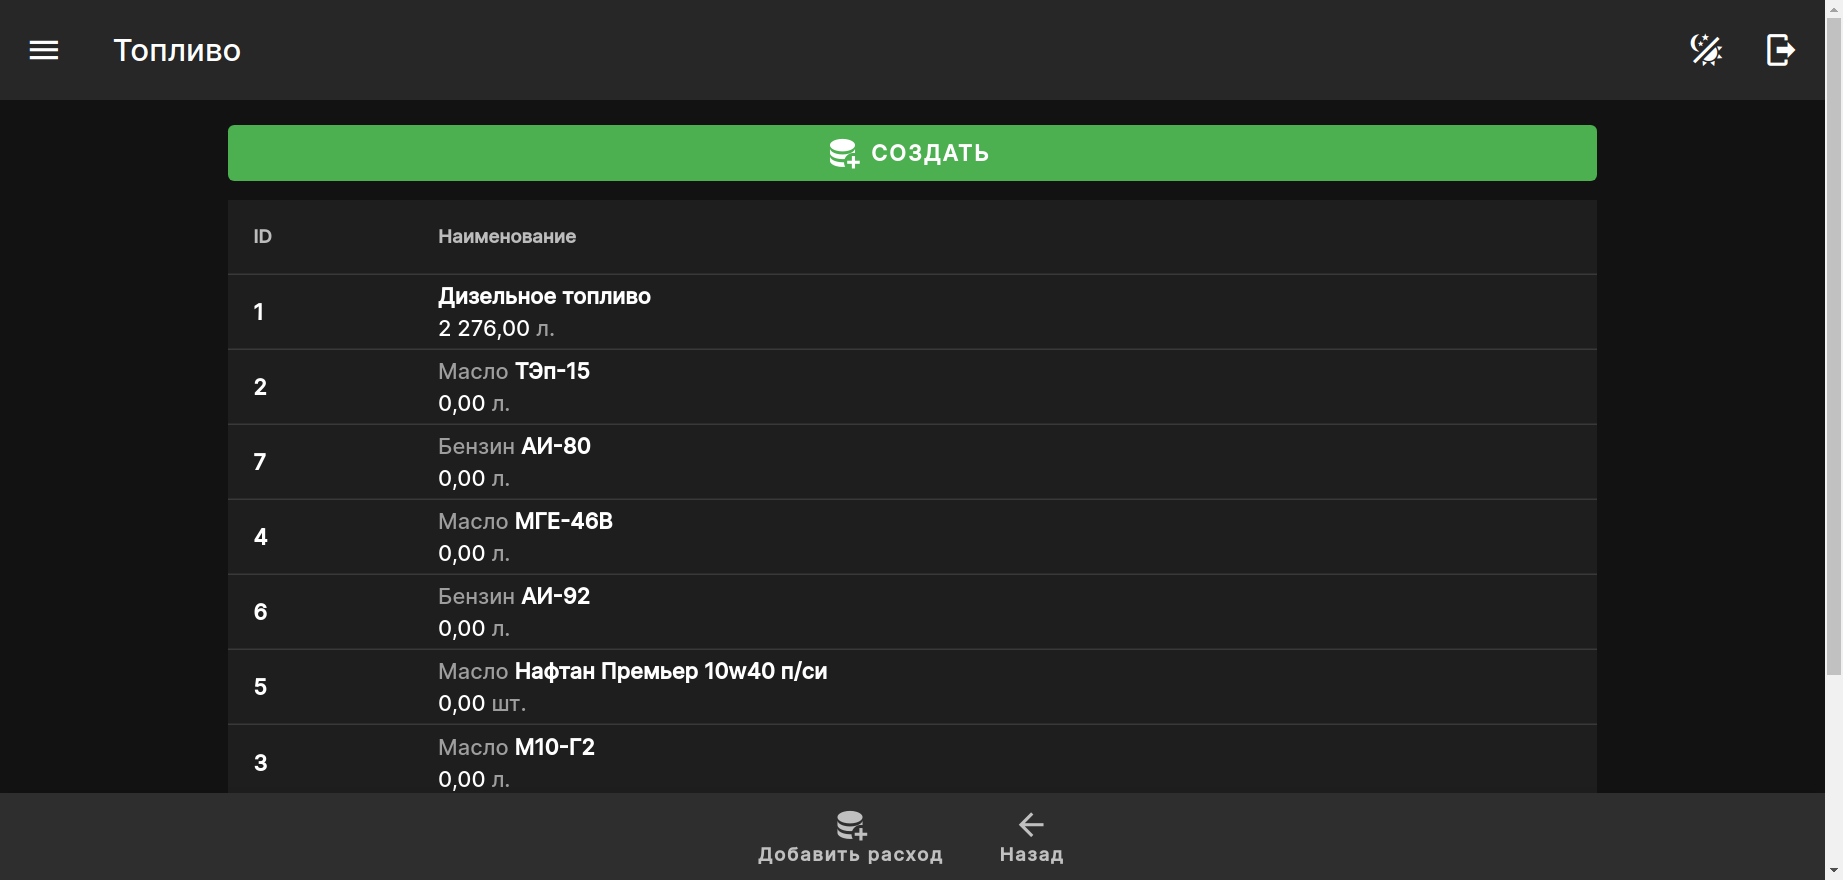 Топливо
СОЗДАТЬ
ID Наименование
1 Дизельное топливо
2 276,00 л.
2 Масло ТЭп-15
0,00 л.
7 Бензин АИ-80
0,00 л.
4 Масло МГЕ-46В
0,00 л.
6 Бензин АИ-92
0,00 л.
5 Масло Нафтан Премьер 10w40 п/си
0,00 шт.
3 Масло М10-Г2
0,00 л.
Добавить расход Назад